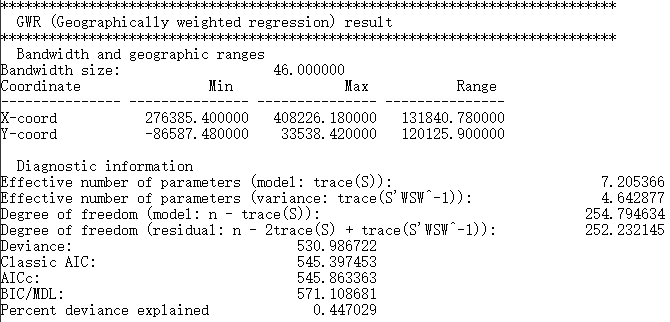 *****************************************************************************
GWR (Geographically weighted regression) result
*****************************************************************************
Bandwidth and geographic ranges
Bandwidth size: 46.000000
Coordinate Min Max Range
--------------- --------------- --------------- ---------------
X-coord 276385.400000 408226.180000 131840.780000
Y-coord -86587.480000 33538.420000 120125.900000
Diagnostic information
Effective number of parameters (model: trace(S)): 7.205366
Effective number of parameters (variance: trace(S'WSW^-1)): 4.642877
Degree of freedom (model: n - trace(S)): 254.794634
Degree of freedom (residual: n - 2trace(S) + trace(S'WSW^-1)): 252.232145
Deviance: 530.986722
Classic AIC: 545.397453
AICc: 545.863363
BIC/MDL: 571.108681
Percent deviance explained 0.447029